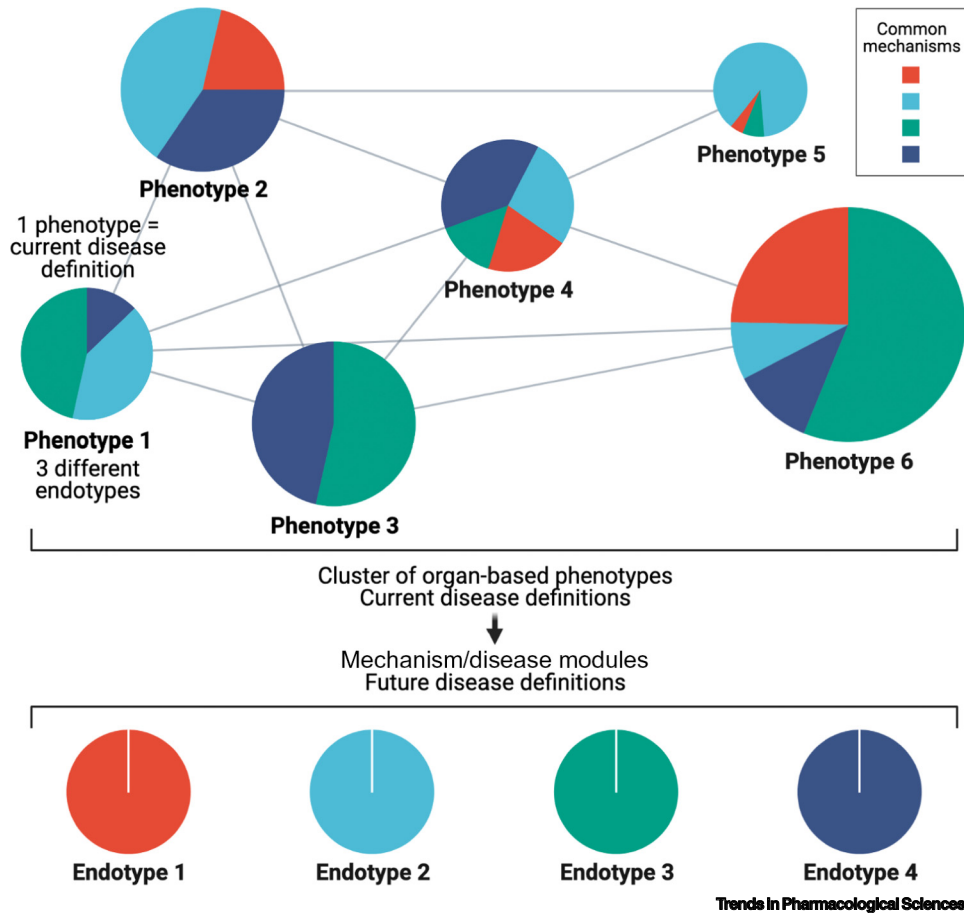 Common
mechanisms
Phenotype 2
Phenotype 5
1 phenotype =
current disease
definition
Phenotype 4
Phenotype 1
3 different
endotypes
Phenotype 3
Phenotype 6
Cluster of organ-based phenotypes
Current disease definitions
Mechanism/disease modules
Future disease definitions
Endotype 1
Endotype 2
Endotype 3
Endotype 4
Trends in Pharmacological Sciences